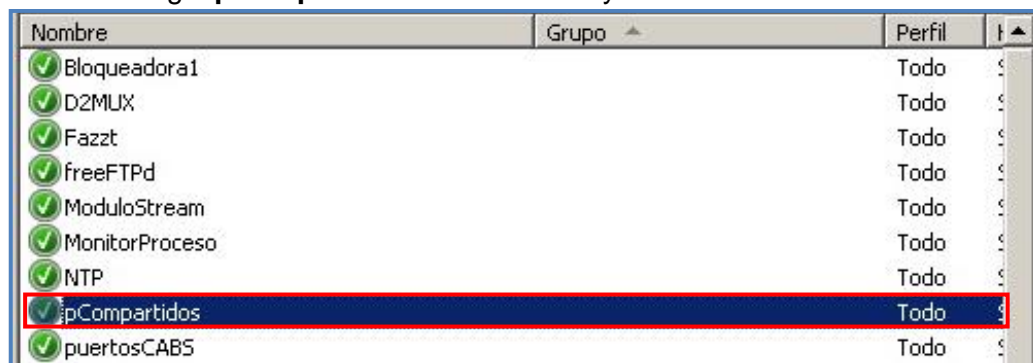 Nombre Grupo Perfil
Bloqueadora1 Todo
D2MUX Todo
Fazzt Todo
freeFTPd Todo
ModuloStream Todo
MonitorProceso Todo
NTP Todo
pCompartidos Todo
puertosCABS Todo